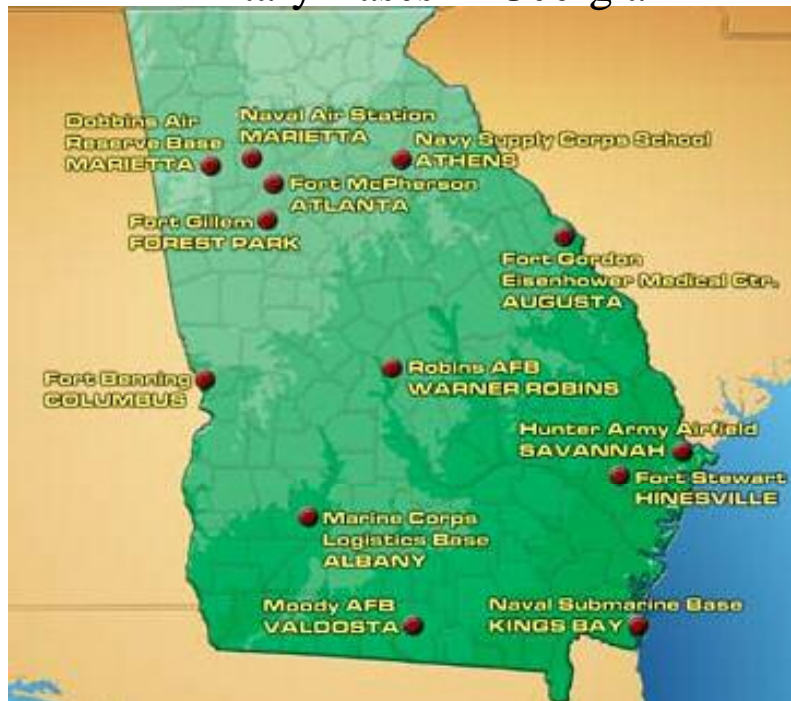 Dobbins Air
Reserve Base
MARIETTA
Naval Air Station
MARIETTA
Navy Supply Corps School
ATHENS
Fort McPherson
ATLANTA
Fort Gillem
FOREST PARK
Fort Gordon
Eisenhower Medical Ctr.
AUGUSTA
Fort Benning
COLUMBUS
Robins AFB
WARNER ROBINS
Hunter Army Airfield
SAVANNAH
Fort Stewart
HINESVILLE
Marine Corps
Logistics Base
ALBANY
Moody AFB
VALDOSTA
Naval Submarine Base
KINGS BAY